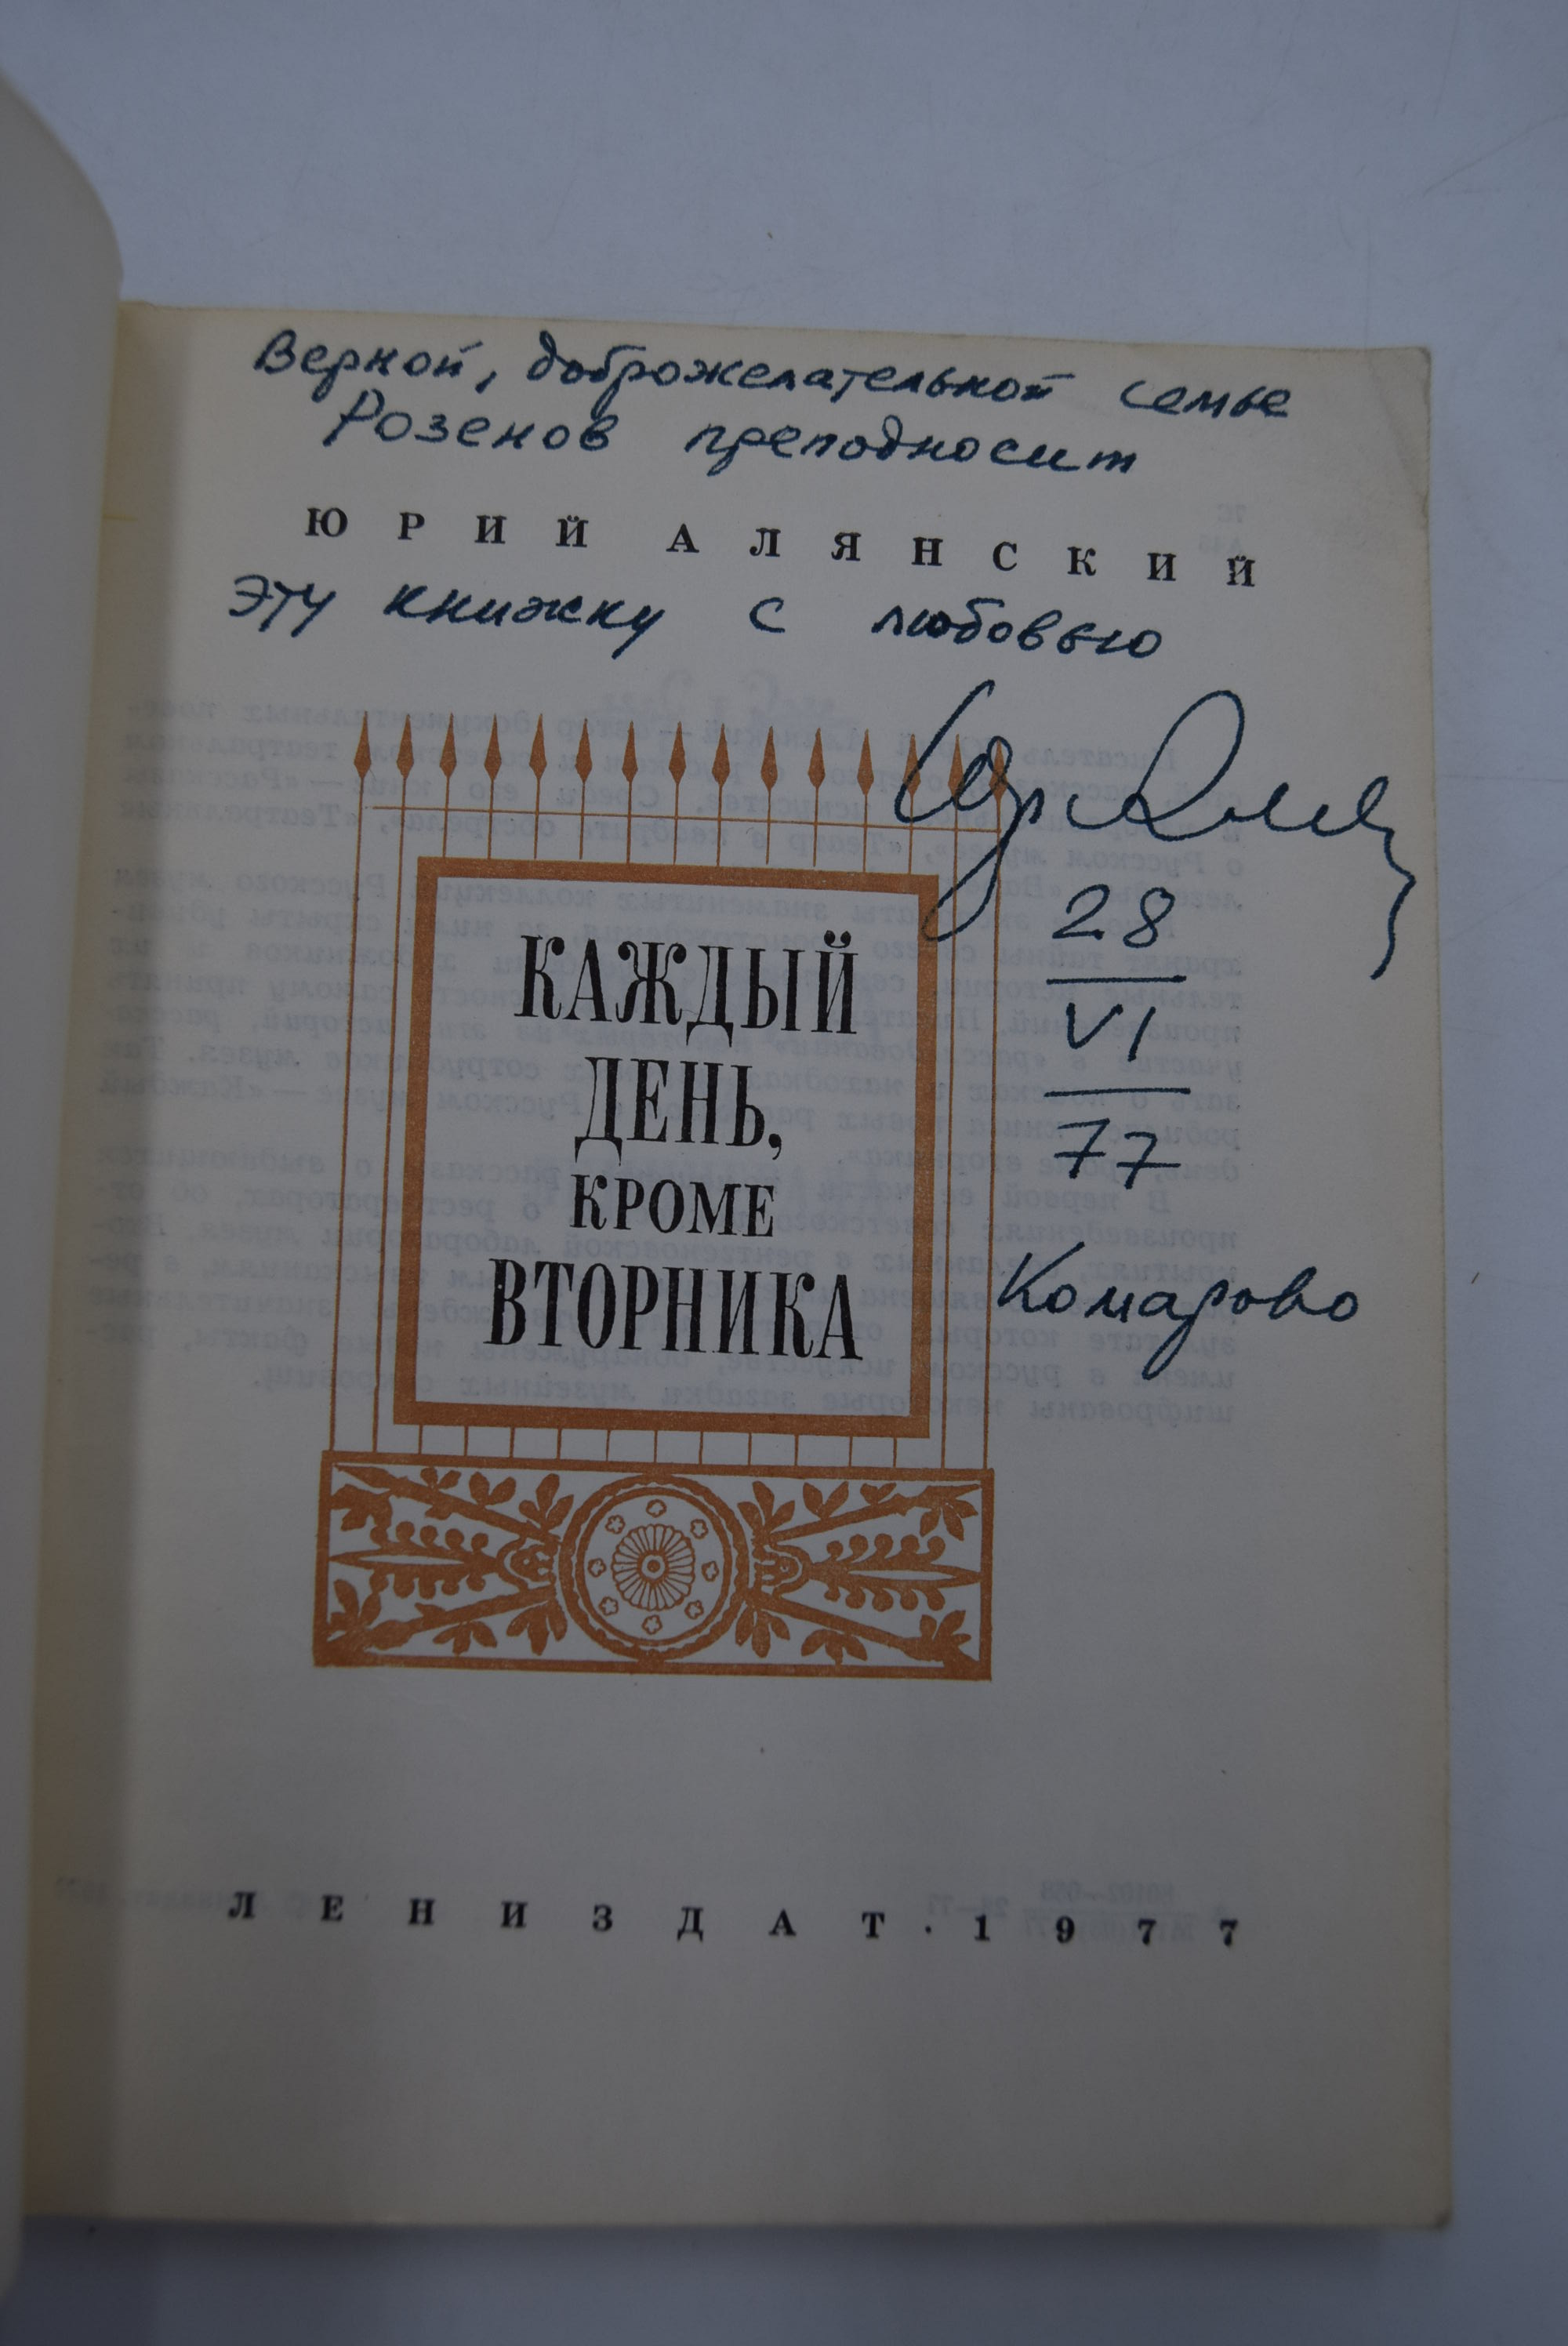 Верной, доброжелательной семье
Розенов преподносит
ЮРИЙ АЛЯНСКИЙ
эту книжку с любовью
28
VI
77
КАЖДЫЙ
ДЕНЬ,
КРОМЕ
ВТОРНИКА
Комарово
ЛЕНИЗДАТ · 1977